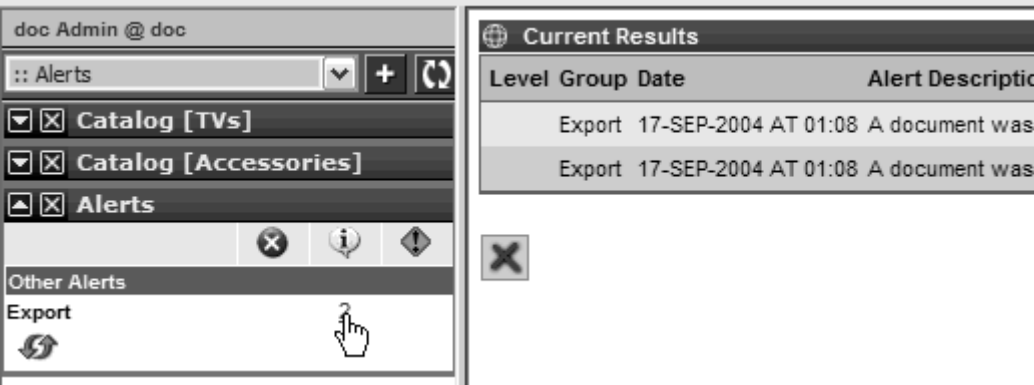 doc Admin @ doc
:: Alerts
Catalog [TVs]
Catalog [Accessories]
Alerts
Other Alerts
Export 2
Current Results
Level Group Date Alert Descriptio
Export 17-SEP-2004 AT 01:08 A document was
Export 17-SEP-2004 AT 01:08 A document was